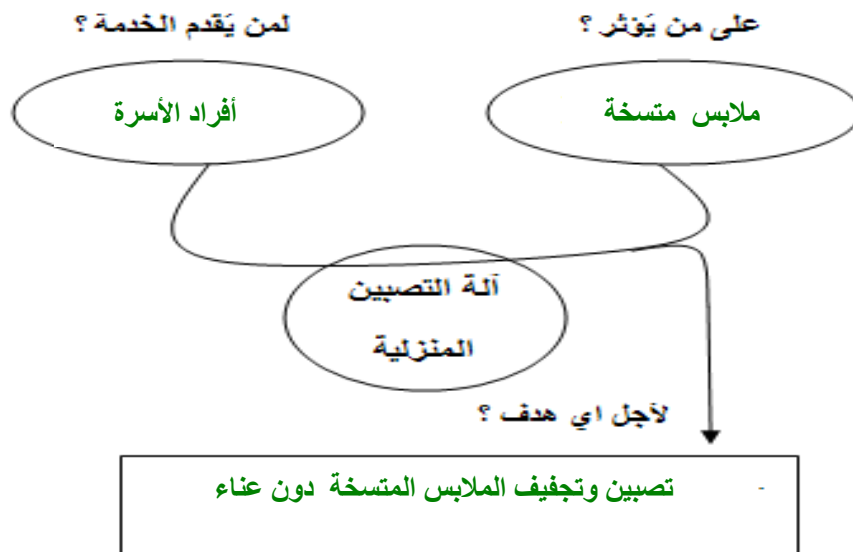 على من يُؤثر ؟
لمن يُقدم الخدمة ؟
ملابس متسخة
أفراد الأسرة
آلة التصبين
المنزلية
لأجل اي هدف ؟
- تصبين وتجفيف الملابس المتسخة دون عناء